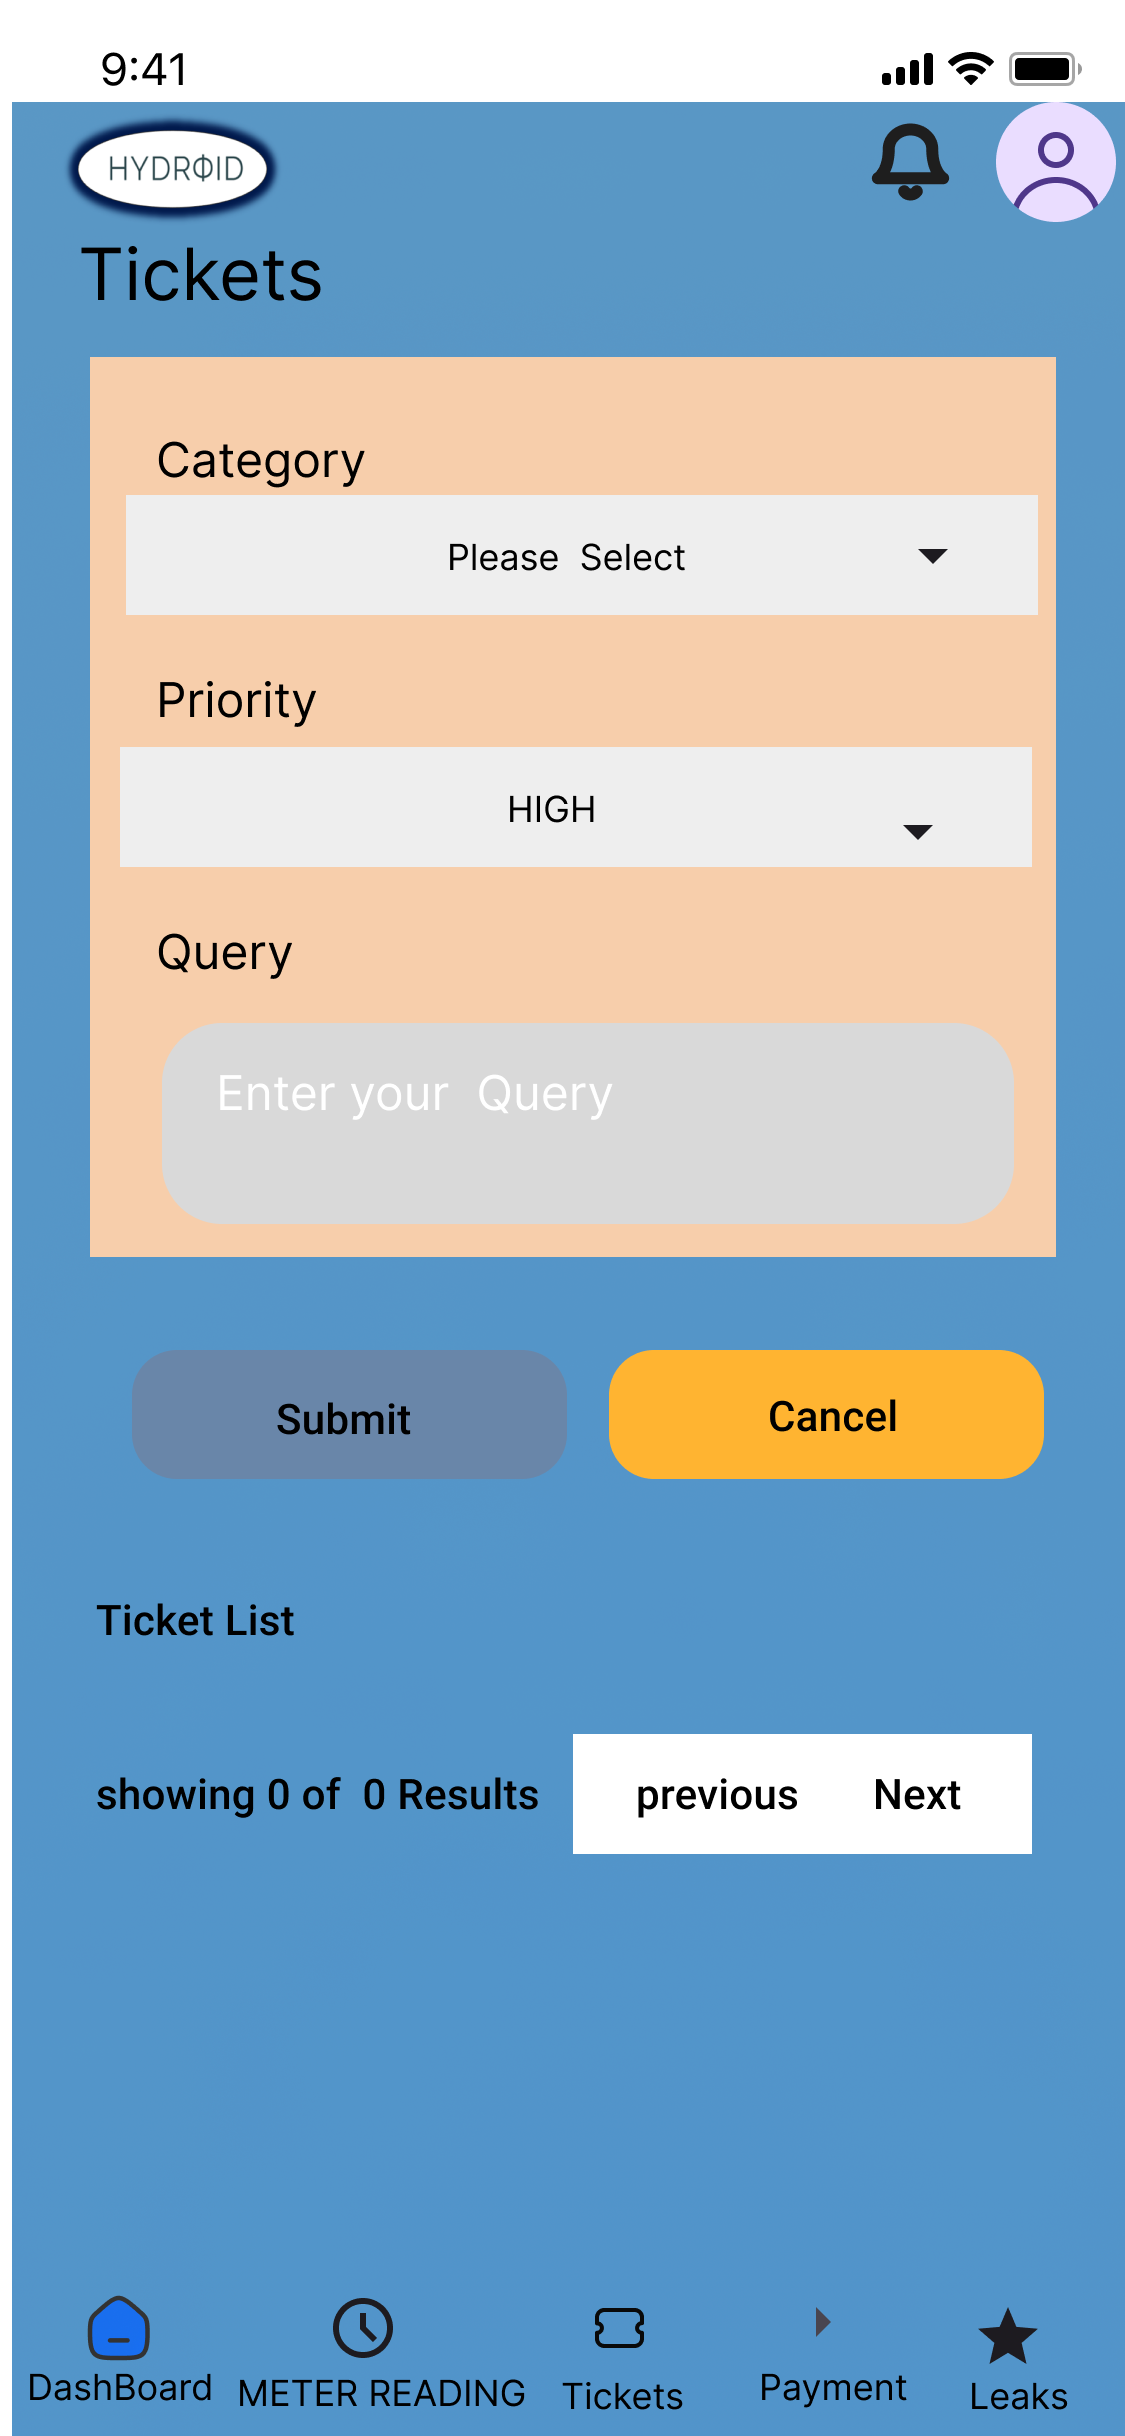 9:41
HYDRΦID
Tickets
Category
Please Select
Priority
HIGH
Query
Enter your Query
Submit
Cancel
Ticket List
showing 0 of 0 Results
previous Next
DashBoard
METER READING
Tickets
Payment
Leaks